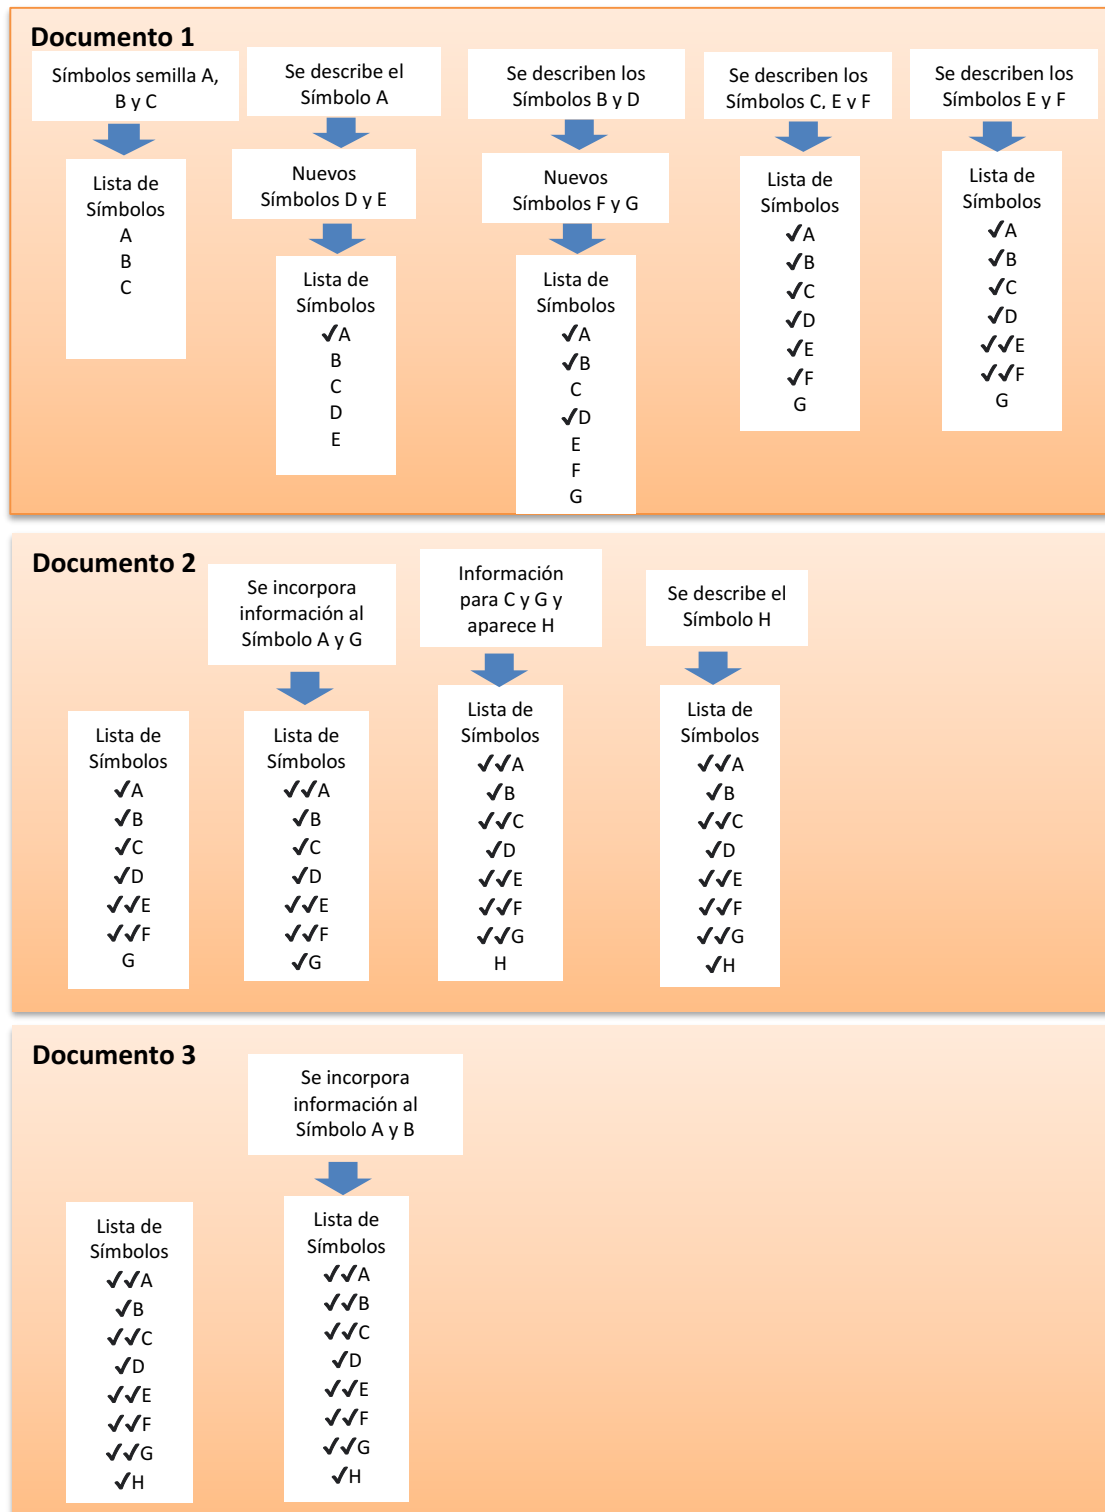 Documento 1
Símbolos semilla A,
B y C
Lista de
Símbolos
A
B
C
Se describe el
Símbolo A
Nuevos
Símbolos D y E
Lista de
Símbolos
✓A
B
C
D
E
Se describen los
Símbolos B y D
Nuevos
Símbolos F y G
Lista de
Símbolos
✓A
✓B
C
✓D
E
F
G
Se describen los
Símbolos C, E y F
Lista de
Símbolos
✓A
✓B
✓C
✓D
✓E
✓F
G
Se describen los
Símbolos E y F
Lista de
Símbolos
✓A
✓B
✓C
✓D
✓✓E
✓✓F
G
Documento 2
Lista de
Símbolos
✓A
✓B
✓C
✓D
✓✓E
✓✓F
G
Se incorpora
información al
Símbolo A y G
Lista de
Símbolos
✓✓A
✓B
✓C
✓D
✓✓E
✓✓F
✓G
Información
para C y G y
aparece H
Lista de
Símbolos
✓✓A
✓B
✓✓C
✓D
✓✓E
✓✓F
✓✓G
H
Se describe el
Símbolo H
Lista de
Símbolos
✓✓A
✓B
✓✓C
✓D
✓✓E
✓✓F
✓✓G
✓H
Documento 3
Lista de
Símbolos
✓✓A
✓B
✓✓C
✓D
✓✓E
✓✓F
✓✓G
✓H
Se incorpora
información al
Símbolo A y B
Lista de
Símbolos
✓✓A
✓✓B
✓✓C
✓D
✓✓E
✓✓F
✓✓G
✓H